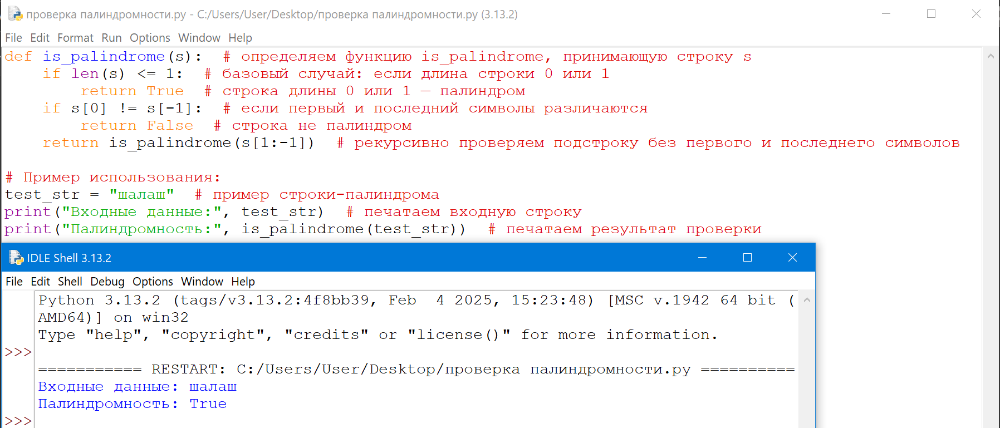 проверка палиндромности.py - C:/Users/User/Desktop/проверка палиндромности.py (3.13.2)
File Edit Format Run Options Window Help
def is_palindrome(s):  # определяем функцию is_palindrome, принимающую строку s
    if len(s) <= 1:  # базовый случай: если длина строки 0 или 1
        return True  # строка длины 0 или 1 — палиндром
    if s[0] != s[-1]:  # если первый и последний символы различаются
        return False  # строка не палиндром
    return is_palindrome(s[1:-1])  # рекурсивно проверяем подстроку без первого и последнего символов

# Пример использования:
test_str = "шалаш"  # пример строки-палиндрома
print("Входные данные:", test_str)  # печатаем входную строку
print("Палиндромность:", is_palindrome(test_str))  # печатаем результат проверки
IDLE Shell 3.13.2
File Edit Shell Debug Options Window Help
Python 3.13.2 (tags/v3.13.2:4f8bb39, Feb  4 2025, 15:23:48) [MSC v.1942 64 bit (
AMD64)] on win32
Type "help", "copyright", "credits" or "license()" for more information.
>>>
=========== RESTART: C:/Users/User/Desktop/проверка палиндромности.py ==========
Входные данные: шалаш
Палиндромность: True
>>>